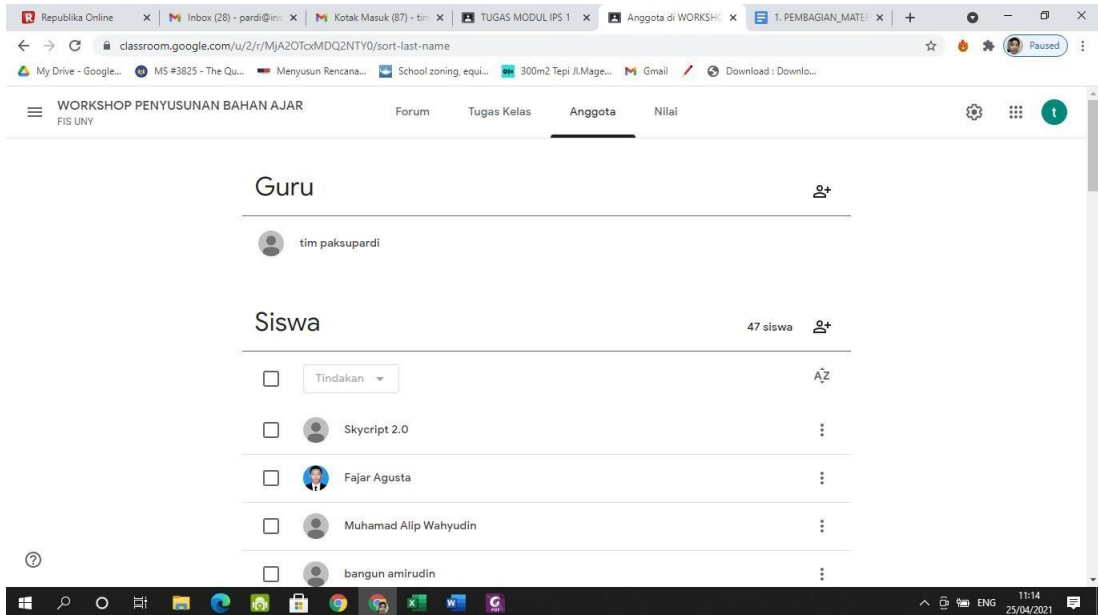 Republika Online
Inbox (28) - pardi@ins
Kotak Masuk (87) - tim
TUGAS MODUL IPS 1
Anggota di WORKSHO
1. PEMBAGIAN_MATER
classroom.google.com/u/2/r/MjA2OTcxMDQ2NTY0/sort-last-name
Paused
My Drive - Google...
MS #3825 - The Qu...
Menyusun Rencana...
School zoning, equi...
300m2 Tepi Jl.Mage...
Gmail
Download : Downlo...
WORKSHOP PENYUSUNAN BAHAN AJAR
FIS UNY
Forum
Tugas Kelas
Anggota
Nilai
t
Guru
tim paksupardi
Siswa
47 siswa
Tindakan
AZ
Skycript 2.0
Fajar Agusta
Muhamad Alip Wahyudin
bangun amirudin
ENG
11:14
25/04/2021